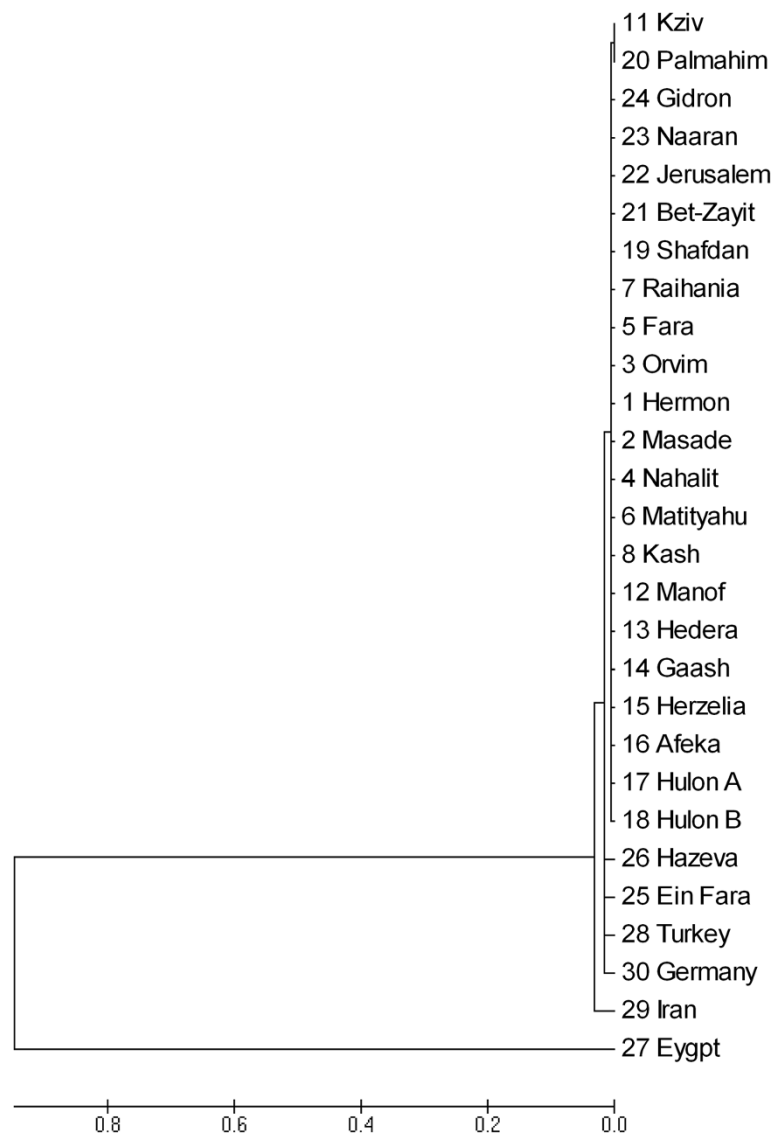 11 Kziv
20 Palmahim
24 Gidron
23 Naaran
22 Jerusalem
21 Bet-Zayit
19 Shafdan
7 Raihania
5 Fara
3 Orvim
1 Hermon
2 Masade
4 Nahalit
6 Matityahu
8 Kash
12 Manof
13 Hedera
14 Gaash
15 Herzelia
16 Afeka
17 Hulon A
18 Hulon B
26 Hazeva
25 Ein Fara
28 Turkey
30 Germany
29 Iran
27 Eygpt
0.8 0.6 0.4 0.2 0.0